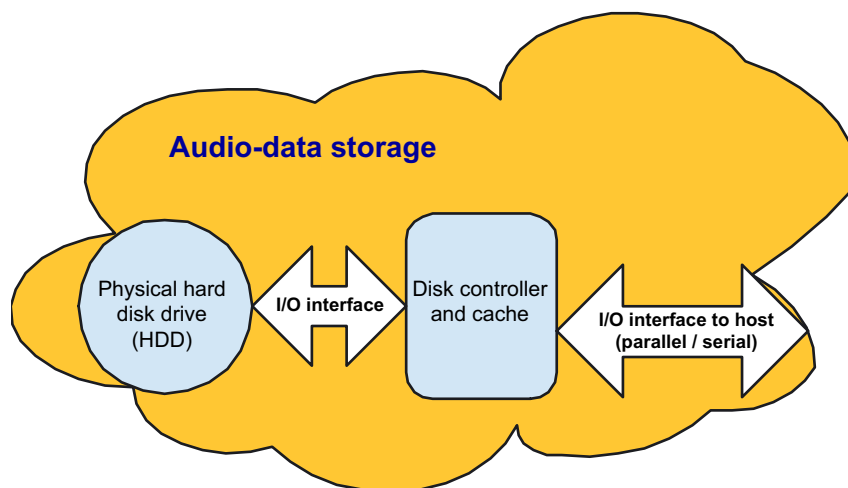 Audio-data storage
Physical hard
disk drive
(HDD)
I/O interface
Disk controller
and cache
I/O interface to host
(parallel / serial)